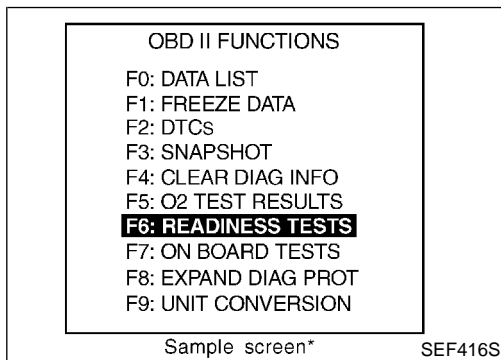 OBD II FUNCTIONS
F0: DATA LIST
F1: FREEZE DATA
F2: DTCs
F3: SNAPSHOT
F4: CLEAR DIAG INFO
F5: O2 TEST RESULTS
F6: READINESS TESTS
F7: ON BOARD TESTS
F8: EXPAND DIAG PROT
F9: UNIT CONVERSION
Sample screen*
SEF416S